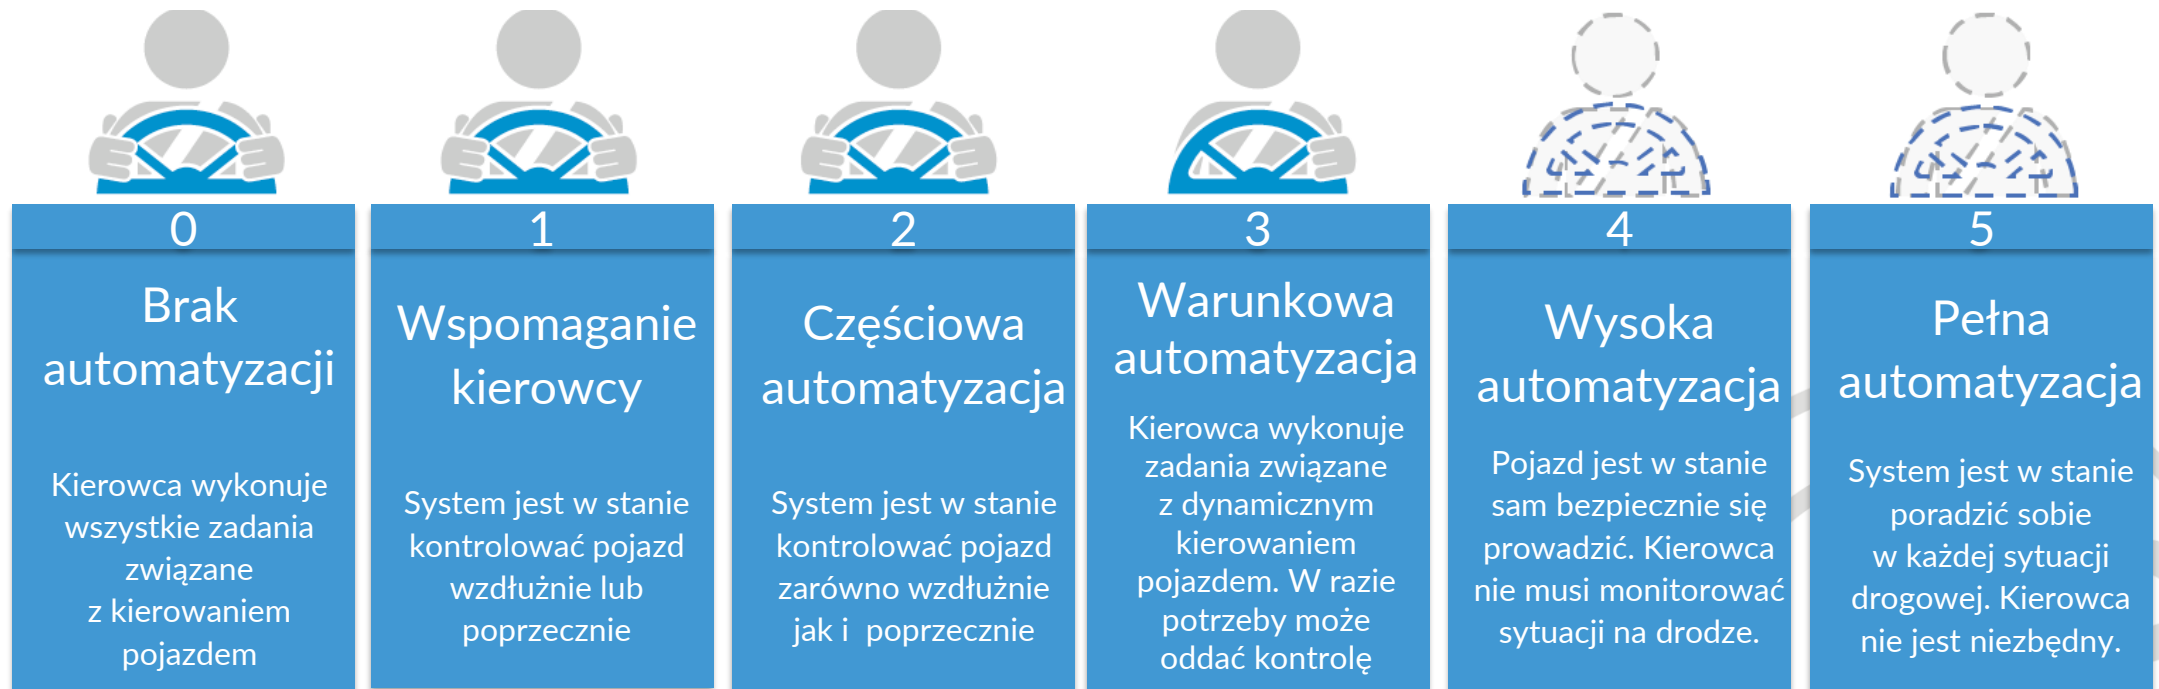 0
Brak
automatyzacji
Kierowca wykonuje
wszystkie zadania
związane
z kierowaniem
pojazdem
1
Wspomaganie
kierowcy
System jest w stanie
kontrolować pojazd
wzdłużnie lub
poprzecznie
2
Częściowa
automatyzacja
System jest w stanie
kontrolować pojazd
zarówno wzdłużnie
jak i poprzecznie
3
Warunkowa
automatyzacja
Kierowca wykonuje
zadania związane
z dynamicznym
kierowaniem
pojazdem. W razie
potrzeby może
oddać kontrolę
4
Wysoka
automatyzacja
Pojazd jest w stanie
sam bezpiecznie się
prowadzić. Kierowca
nie musi monitorować
sytuacji na drodze.
5
Pełna
automatyzacja
System jest w stanie
poradzić sobie
w każdej sytuacji
drogowej. Kierowca
nie jest niezbędny.